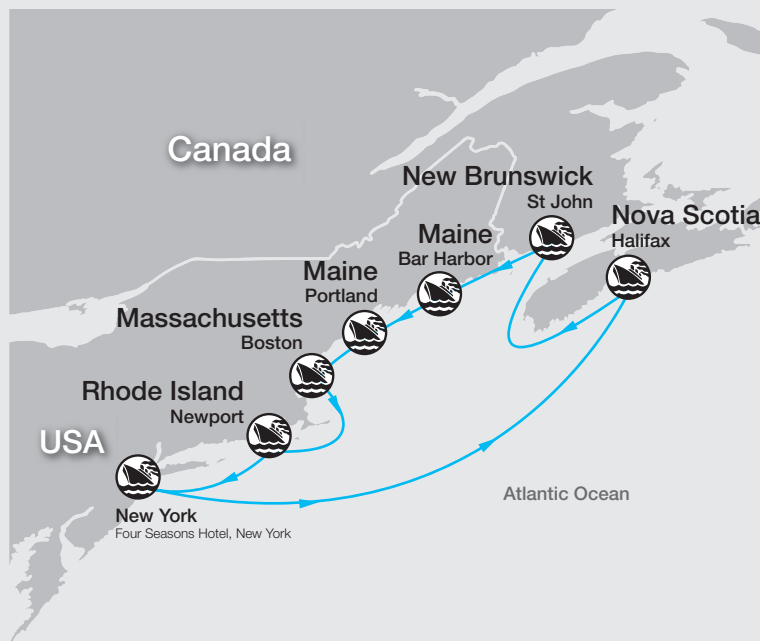 Canada
New Brunswick
St John
Nova Scotia
Halifax
Maine
Bar Harbor
Maine
Portland
Massachusetts
Boston
Rhode Island
Newport
USA
New York
Four Seasons Hotel, New York
Atlantic Ocean